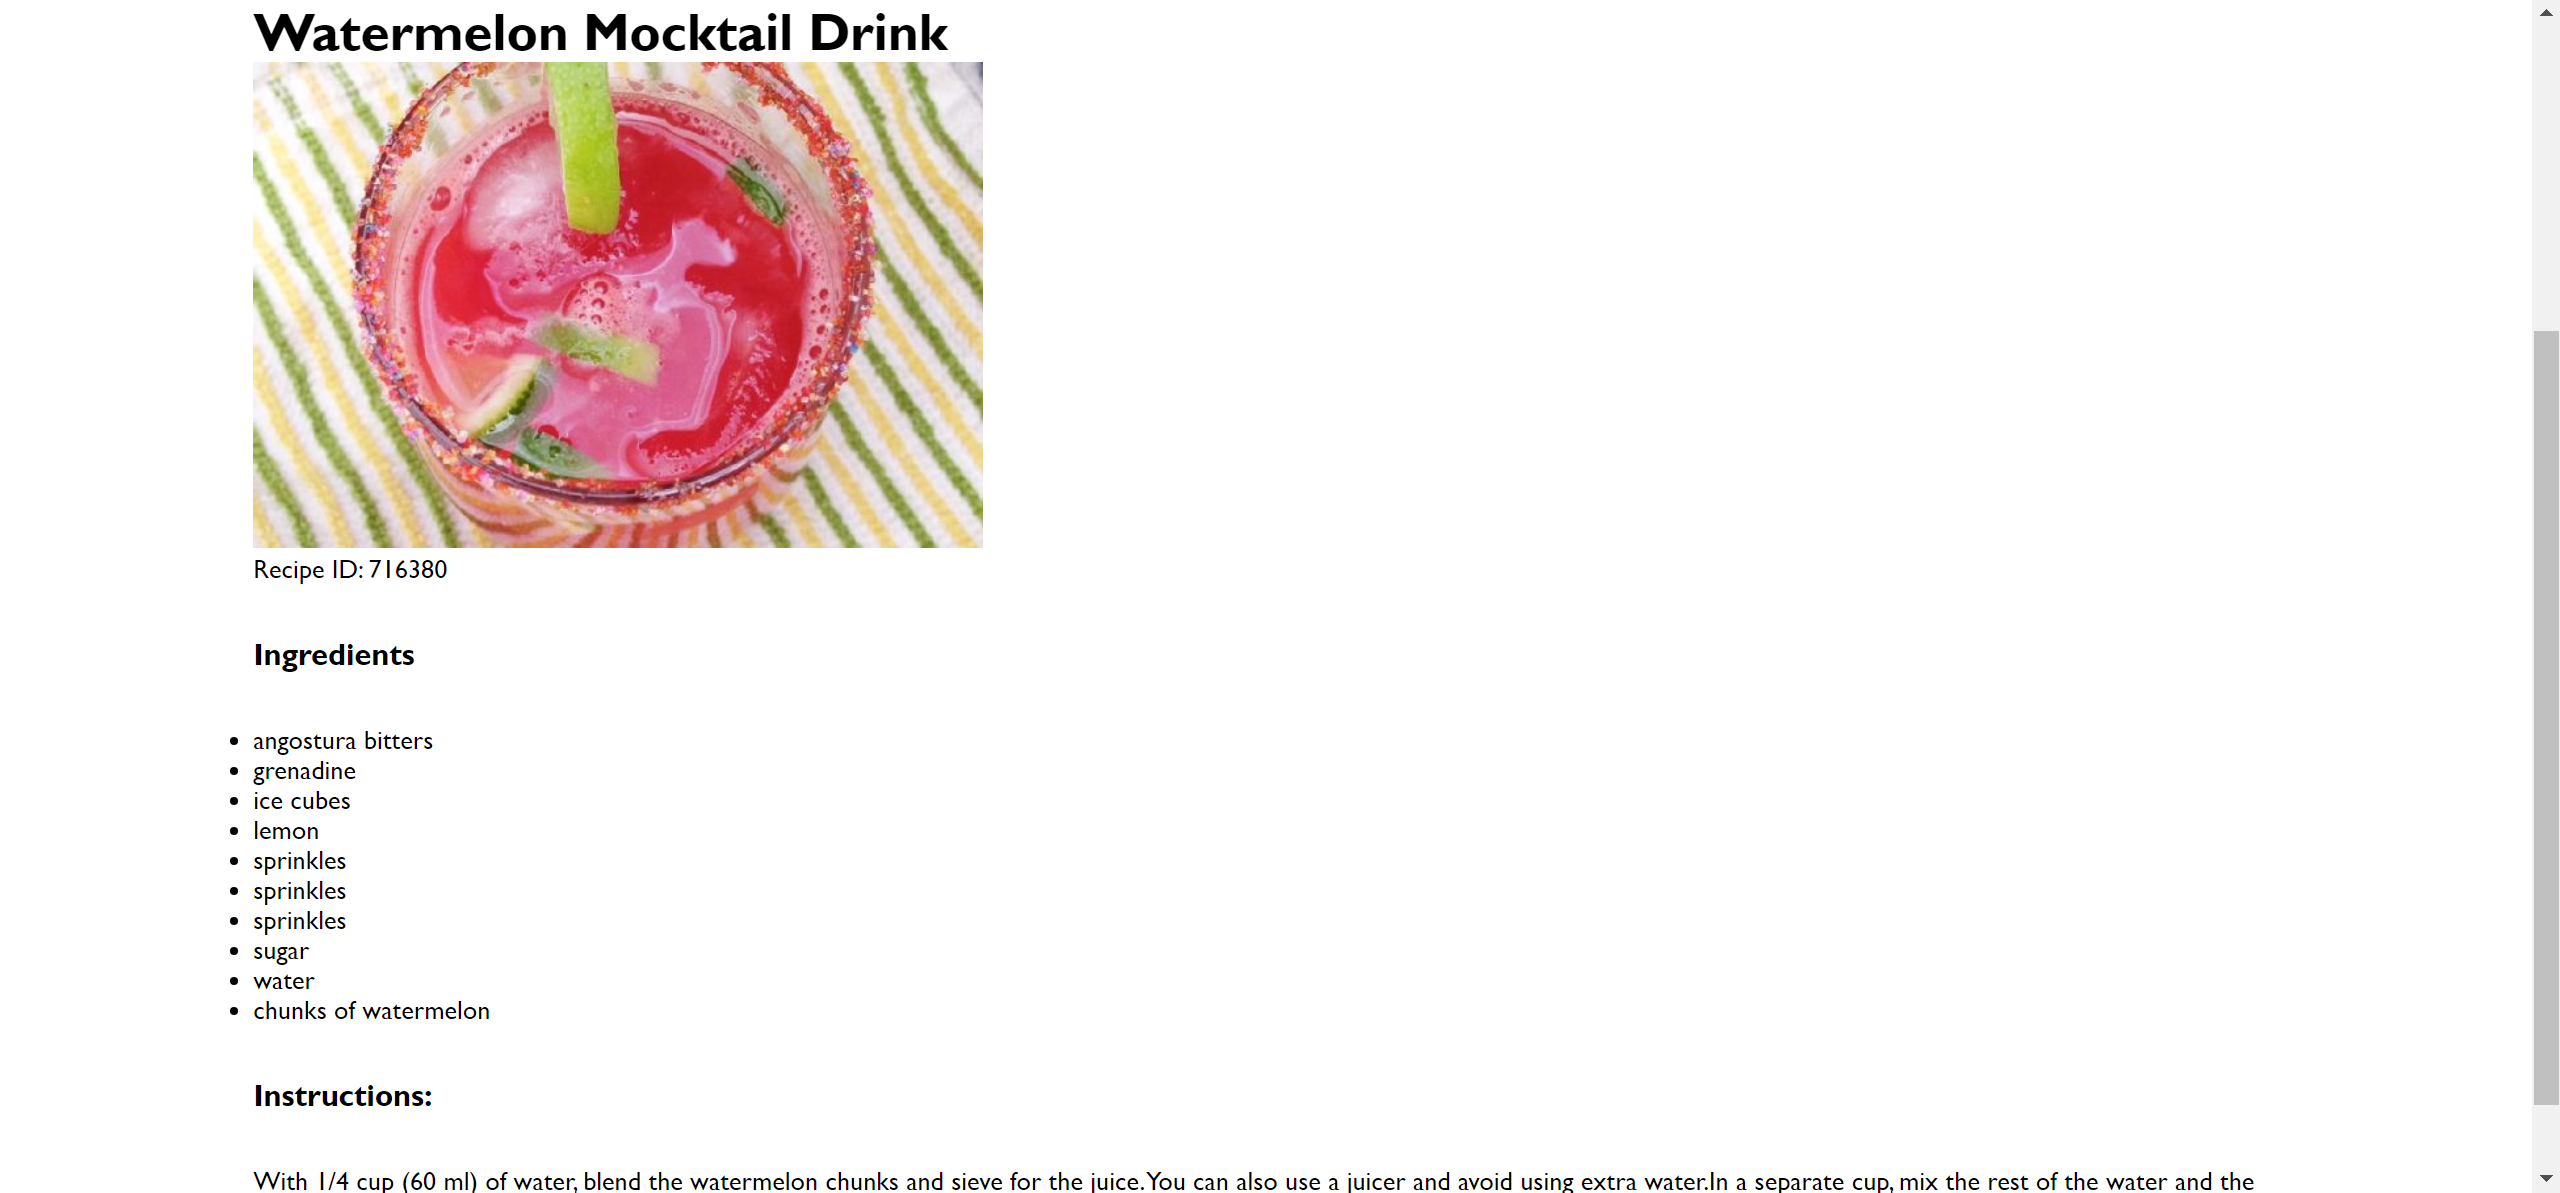 Watermelon Mocktail Drink
Recipe ID: 716380
Ingredients
angostura bitters
grenadine
ice cubes
lemon
sprinkles
sprinkles
sprinkles
sugar
water
chunks of watermelon
Instructions:
With 1/4 cup (60 ml) of water, blend the watermelon chunks and sieve for the juice.You can also use a juicer and avoid using extra water.In a separate cup, mix the rest of the water and the